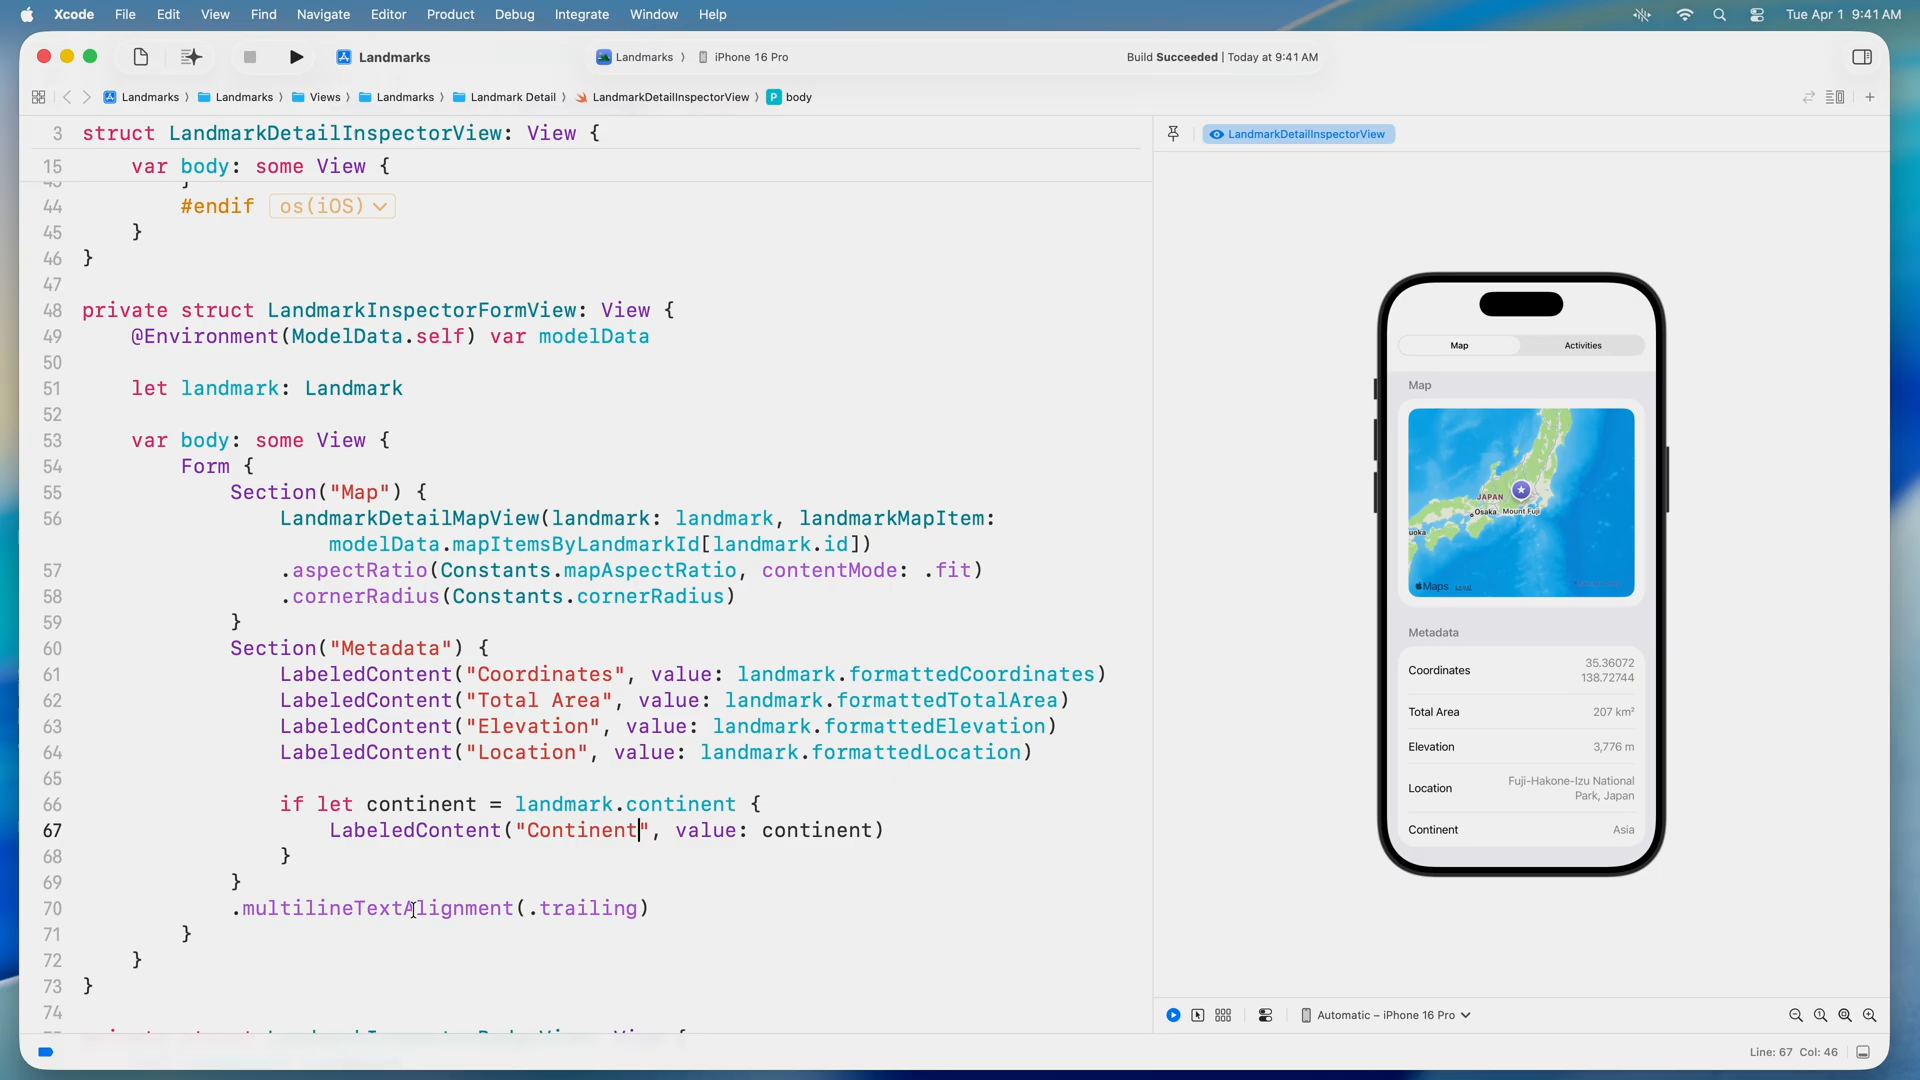 Xcode File Edit View Find Navigate Editor Product Debug Integrate Window Help Tue Apr 1 9:41 AM
Landmarks Landmarks 〉 iPhone 16 Pro Build Succeeded | Today at 9:41 AM
Landmarks 〉 Landmarks 〉 Views 〉 Landmarks 〉 Landmark Detail 〉 LandmarkDetailInspectorView 〉 P body
3 struct LandmarkDetailInspectorView: View {
15 var body: some View {
44 #endif os(iOS)
45 }
46 }
47
48 private struct LandmarkInspectorFormView: View {
49 @Environment(ModelData.self) var modelData
50
51 let landmark: Landmark
52
53 var body: some View {
54 Form {
55 Section("Map") {
56 LandmarkDetailMapView(landmark: landmark, landmarkMapItem:
modelData.mapItemsByLandmarkId[landmark.id])
57 .aspectRatio(Constants.mapAspectRatio, contentMode: .fit)
58 .cornerRadius(Constants.cornerRadius)
59 }
60 Section("Metadata") {
61 LabeledContent("Coordinates", value: landmark.formattedCoordinates)
62 LabeledContent("Total Area", value: landmark.formattedTotalArea)
63 LabeledContent("Elevation", value: landmark.formattedElevation)
64 LabeledContent("Location", value: landmark.formattedLocation)
65
66 if let continent = landmark.continent {
67 LabeledContent("Continent", value: continent)
68 }
69 }
70 .multilineTextAlignment(.trailing)
71 }
72 }
73 }
74
LandmarkDetailInspectorView
Map Activities
Map
JAPAN
Osaka Mount Fuji
uoka
Maps Legal
Metadata
Coordinates 35.36072
138.72744
Total Area 207 km²
Elevation 3,776 m
Location Fuji-Hakone-Izu National
Park, Japan
Continent Asia
Automatic – iPhone 16 Pro
Line: 67 Col: 46